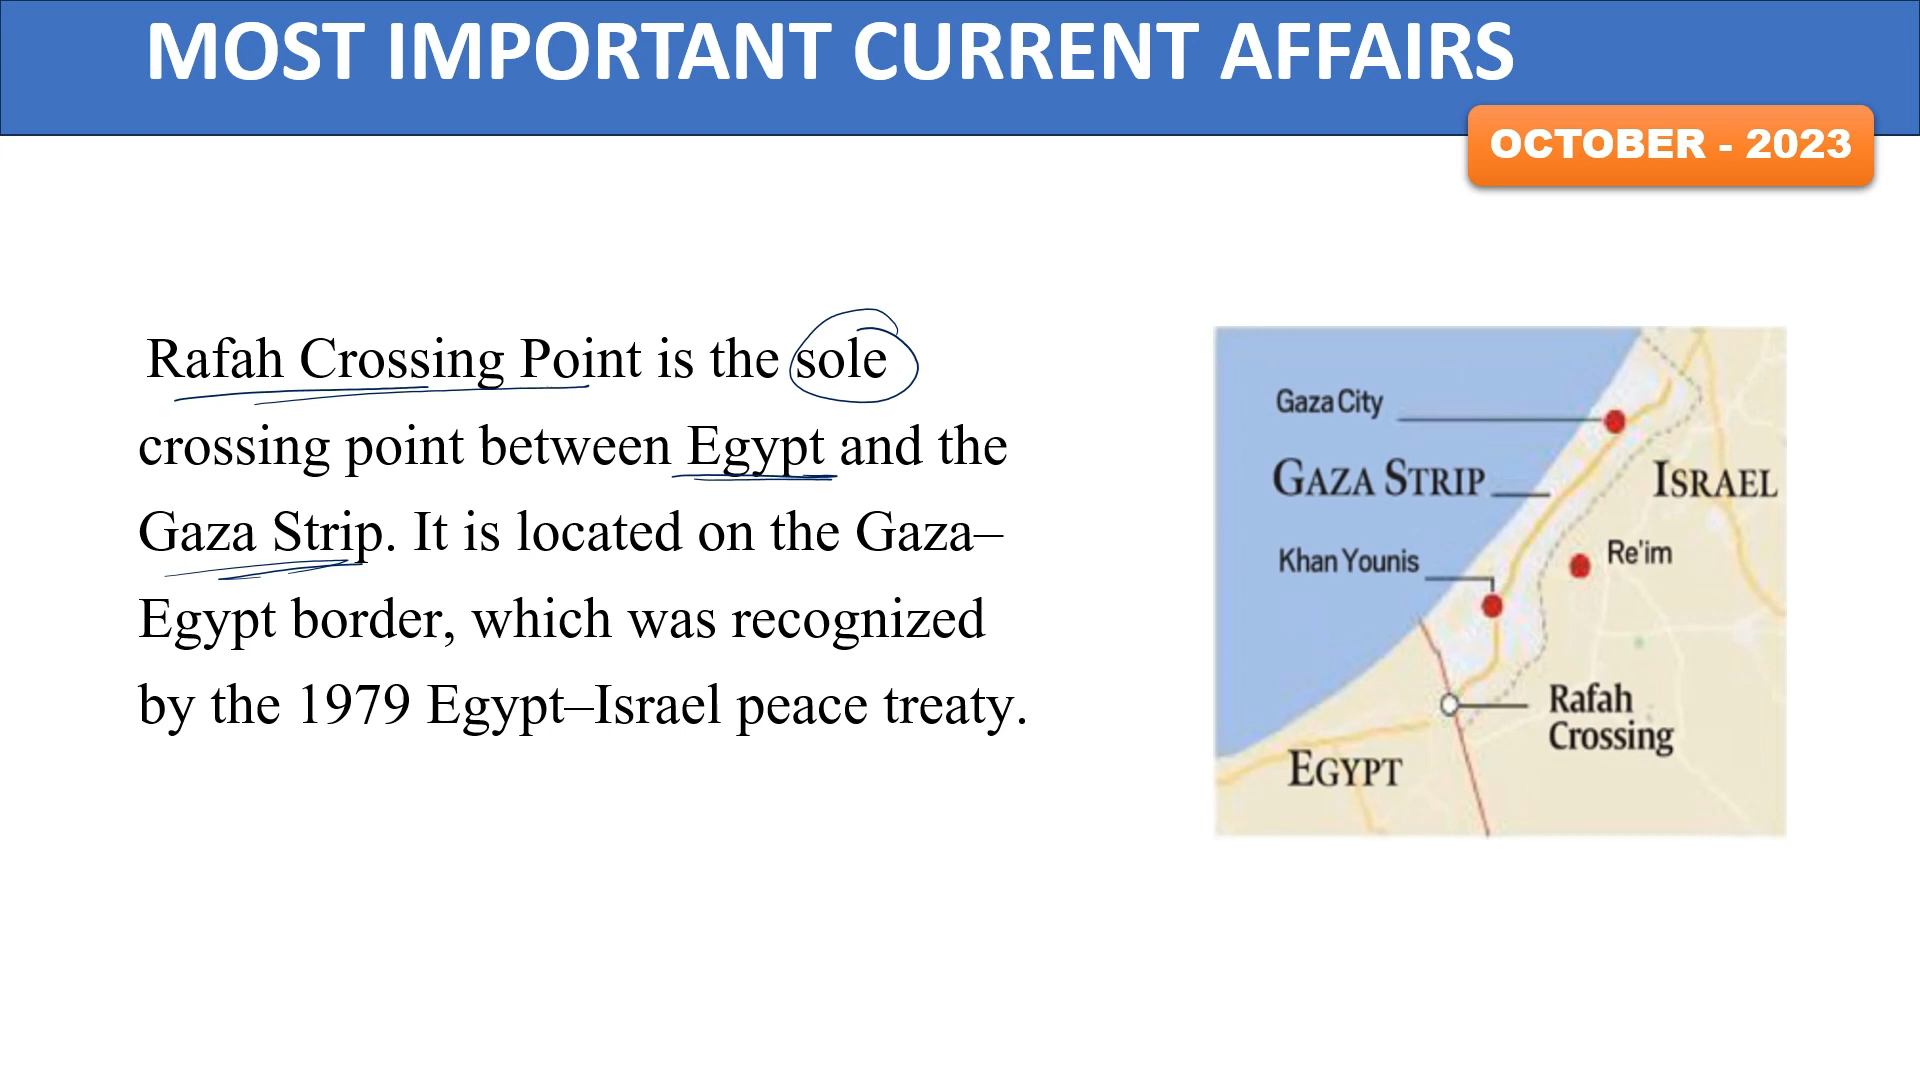 MOST IMPORTANT CURRENT AFFAIRS
OCTOBER - 2023
Rafah Crossing Point is the sole
crossing point between Egypt and the
Gaza Strip. It is located on the Gaza–
Egypt border, which was recognized
by the 1979 Egypt–Israel peace treaty.
Gaza City
GAZA STRIP
ISRAEL
Khan Younis
Re'im
Rafah
Crossing
EGYPT